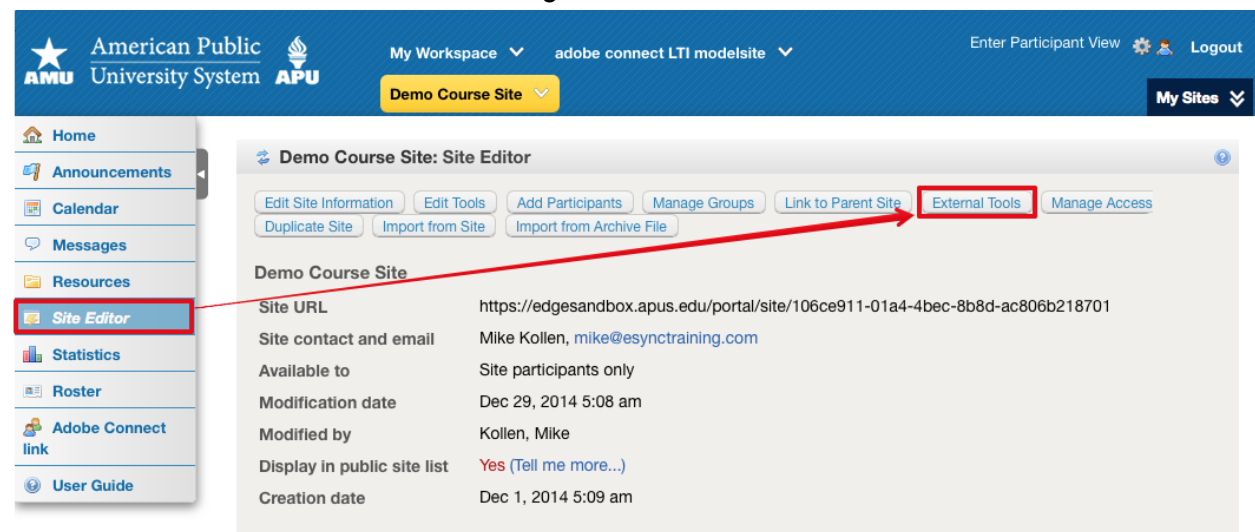 American Public
University System
AMU
APU
My Workspace
adobe connect LTI modelsite
Enter Participant View
Logout
Demo Course Site
My Sites
Home
Announcements
Calendar
Messages
Resources
Site Editor
Statistics
Roster
Adobe Connect
link
User Guide
Demo Course Site: Site Editor
Edit Site Information Edit Tools Add Participants Manage Groups Link to Parent Site External Tools Manage Access
Duplicate Site Import from Site Import from Archive File
Demo Course Site
Site URL https://edgesandbox.apus.edu/portal/site/106ce911-01a4-4bec-8b8d-ac806b218701
Site contact and email Mike Kollen, mike@esynctraining.com
Available to Site participants only
Modification date Dec 29, 2014 5:08 am
Modified by Kollen, Mike
Display in public site list Yes (Tell me more...)
Creation date Dec 1, 2014 5:09 am